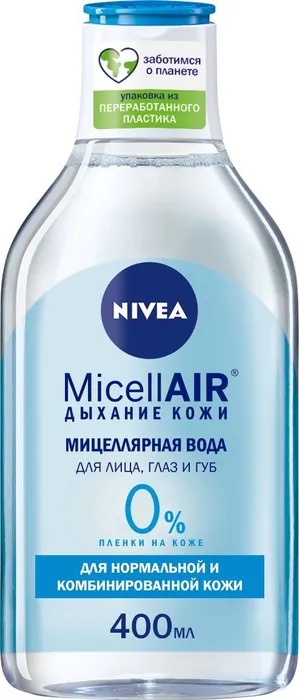 заботимся
о планете
упаковка из
ПЕРЕРАБОТАННОГО
ПЛАСТИКА
NIVEA
MicellAIR®
ДЫХАНИЕ КОЖИ
МИЦЕЛЛЯРНАЯ ВОДА
ДЛЯ ЛИЦА, ГЛАЗ И ГУБ
0%
ПЛЕНКИ НА КОЖЕ
ДЛЯ НОРМАЛЬНОЙ И
КОМБИНИРОВАННОЙ КОЖИ
400МЛ